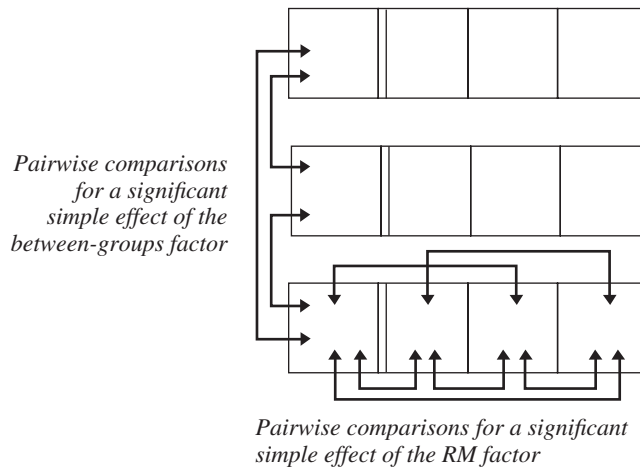 Pairwise comparisons
for a significant
simple effect of the
between-groups factor
Pairwise comparisons for a significant
simple effect of the RM factor